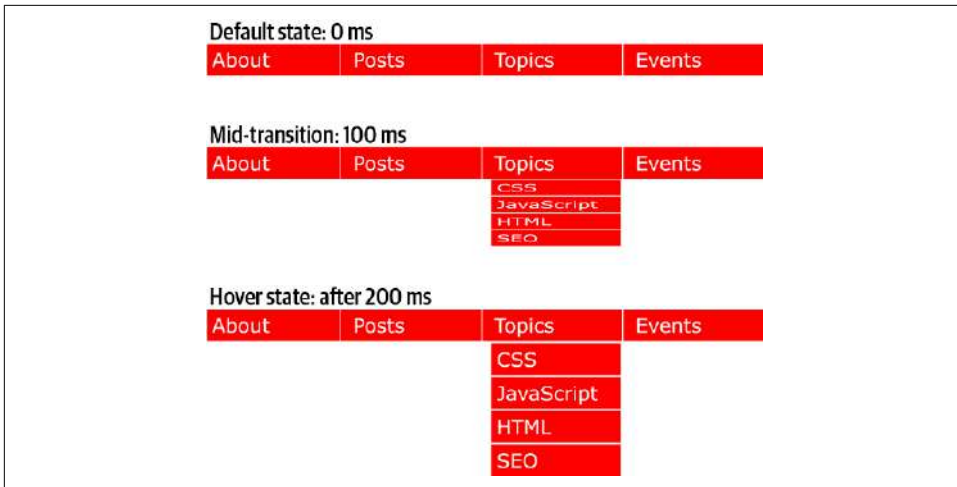 Default state: 0 ms
About Posts Topics Events
Mid-transition: 100 ms
About Posts Topics Events
CSS
JavaScript
HTML
SEO
Hover state: after 200 ms
About Posts Topics Events
CSS
JavaScript
HTML
SEO